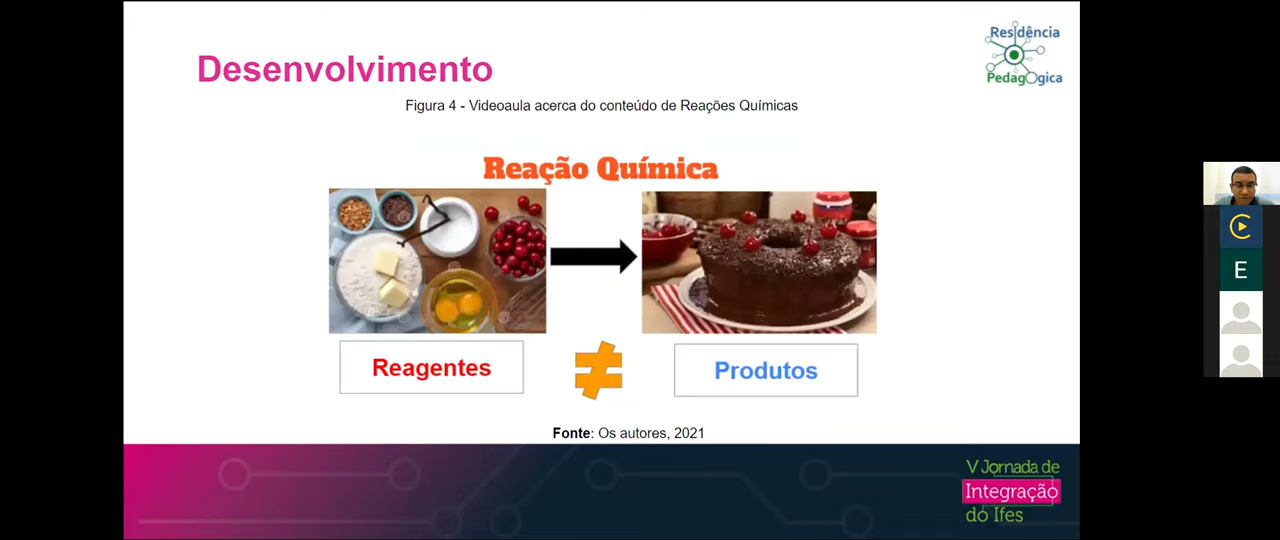 Desenvolvimento
Residência
Pedagógica
Figura 4 - Videoaula acerca do conteúdo de Reações Químicas
Reação Química
Reagentes
≠
Produtos
Fonte: Os autores, 2021
V Jornada de
Integração
do Ifes
E